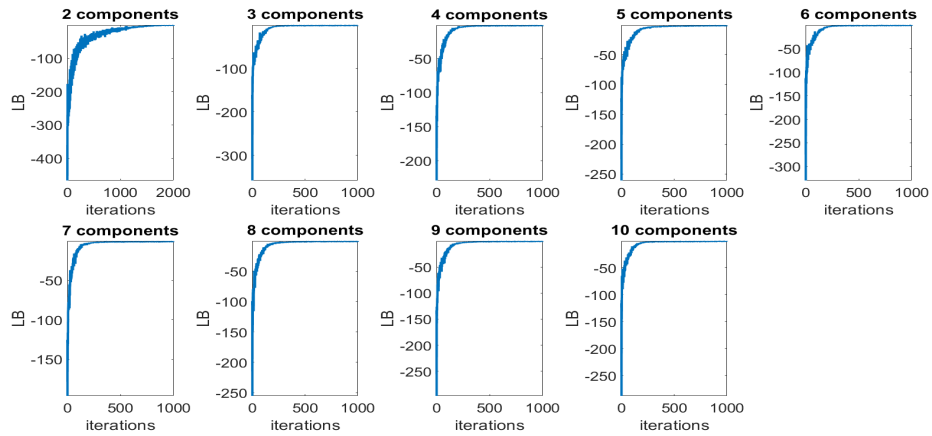 2 components
3 components
4 components
5 components
6 components
LB
-100
-200
-300
-400
0
1000
2000
iterations
LB
-100
-200
-300
0
500
1000
iterations
LB
-50
-100
-150
-200
0
500
1000
iterations
LB
-50
-100
-150
-200
-250
0
500
1000
iterations
LB
-50
-100
-150
-200
-250
-300
0
500
1000
iterations
7 components
8 components
9 components
10 components
LB
-50
-100
-150
0
500
1000
iterations
LB
-50
-100
-150
-200
-250
0
500
1000
iterations
LB
-50
-100
-150
-200
-250
0
500
1000
iterations
LB
-50
-100
-150
-200
-250
0
500
1000
iterations